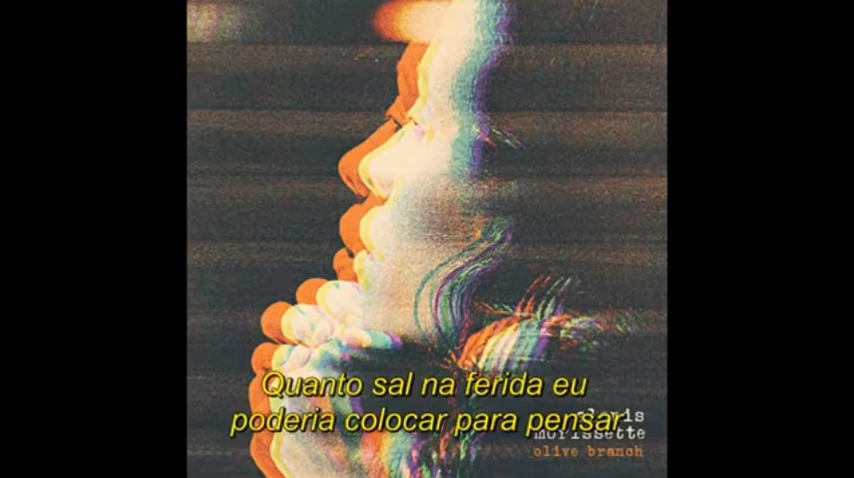 Quanto sal na ferida eu
poderia colocar para pensar
morissette
olive branch